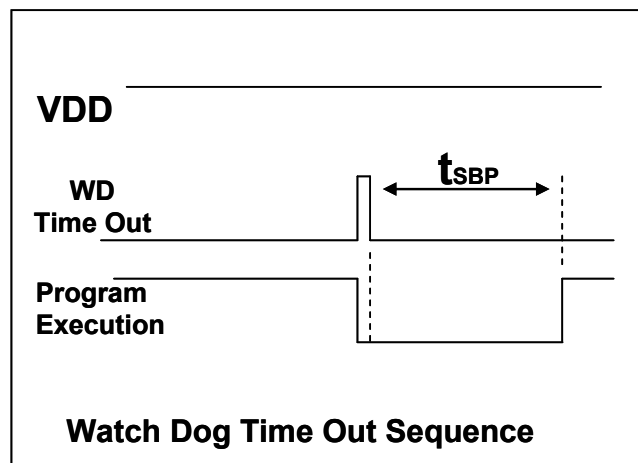 VDD
tSBP
WD
Time Out
Program
Execution
Watch Dog Time Out Sequence